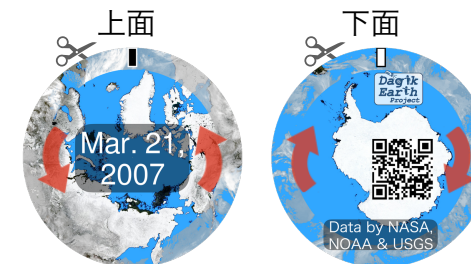 上面
下面
Mar. 21,
2007
Dagik
Earth
Project
Data by NASA,
NOAA & USGS